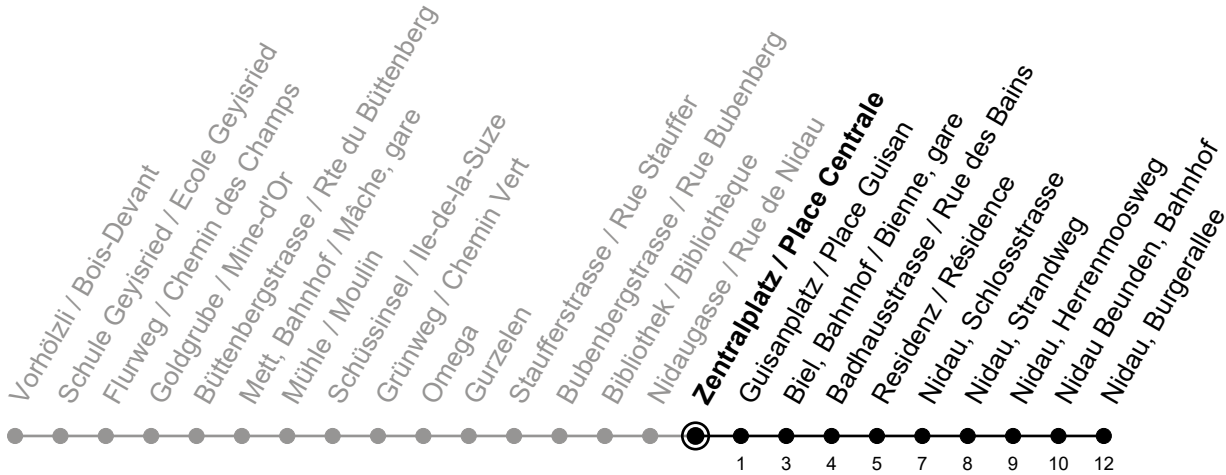 Vorhölzli / Bois-Devant
Schule Geyisried / Ecole Geyisried
Flurweg / Chemin des Champs
Goldgrube / Mine-d'Or
Büttenbergstrasse / Rte du Büttenberg
Mett, Bahnhof / Mâche, gare
Mühle / Moulin
Schüssinsel / Ile-de-la-Suze
Grünweg / Chemin Vert
Omega
Gurzelen
Staufferstrasse / Rue Stauffer
Bubenbergstrasse / Rue Bubenberg
Bibliothek / Bibliothèque
Nidaugasse / Rue de Nidau
Zentralplatz / Place Centrale
Guisanplatz / Place Guisan
Biel, Bahnhof / Bienne, gare
Badhausstrasse / Rue des Bains
Residenz / Résidence
Nidau, Schlossstrasse
Nidau, Strandweg
Nidau, Herrenmoosweg
Nidau Beunden, Bahnhof
Nidau, Burgerallee
1 3 4 5 7 8 9 10 12